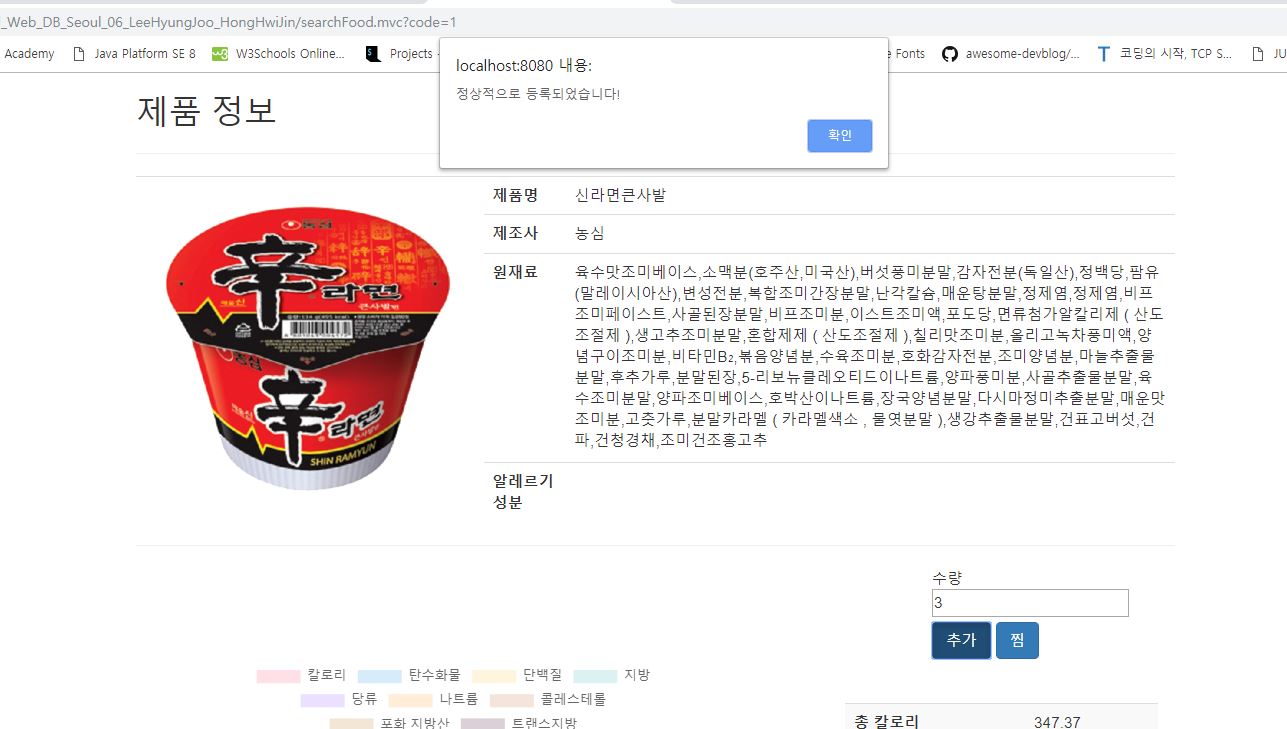 _Web_DB_Seoul_06_LeeHyungJoo_HongHwiJin/searchFood.mvc?code=1
Academy Java Platform SE 8 W3Schools Online... Projects Fonts awesome-devblog/... 코딩의 시작, TCP S... JU
localhost:8080 내용:
정상적으로 등록되었습니다!
확인
제품 정보
농심
辛라면
큰사발면
농심
辛라면
SHIN RAMYUN
제품명 신라면큰사발
제조사 농심
원재료 육수맛조미베이스,소맥분(호주산,미국산),버섯풍미분말,감자전분(독일산),정백당,팜유
(말레이시아산),변성전분,복합조미간장분말,난각칼슘,매운탕분말,정제염,정제염,비프
조미페이스트,사골된장분말,비프조미분,이스트조미액,포도당,면류첨가알칼리제 ( 산도
조절제 ),생고추조미분말,혼합제제 ( 산도조절제 ),칠리맛조미분,올리고녹차풍미액,양
념구이조미분,비타민B₂,볶음양념분,수육조미분,호화감자전분,조미양념분,마늘추출물
분말,후추가루,분말된장,5-리보뉴클레오티드이나트륨,양파풍미분,사골추출물분말,육
수조미분말,양파조미베이스,호박산이나트륨,장국양념분말,다시마정미추출분말,매운맛
조미분,고춧가루,분말카라멜 ( 카라멜색소 , 물엿분말 ),생강추출물분말,건표고버섯,건
파,건청경채,조미건조홍고추
알레르기
성분
수량
3
추가 찜
칼로리 탄수화물 단백질 지방
당류 나트륨 콜레스테롤
포화 지방산 트랜스지방
총 칼로리 347.37